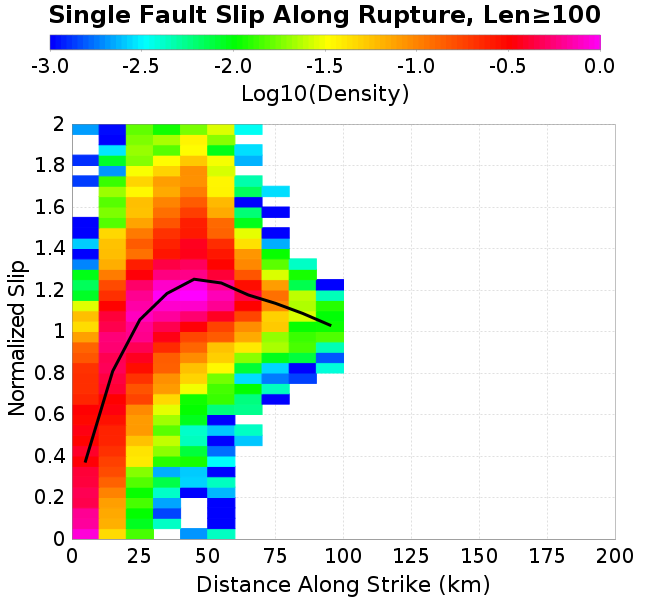 Single Fault Slip Along Rupture, Len≥100
-3.0 -2.5 -2.0 -1.5 -1.0 -0.5 0.0
Log10(Density)
2
1.8
1.6
1.4
1.2
1
0.8
0.6
0.4
0.2
0
Normalized Slip
0 25 50 75 100 125 150 175 200
Distance Along Strike (km)